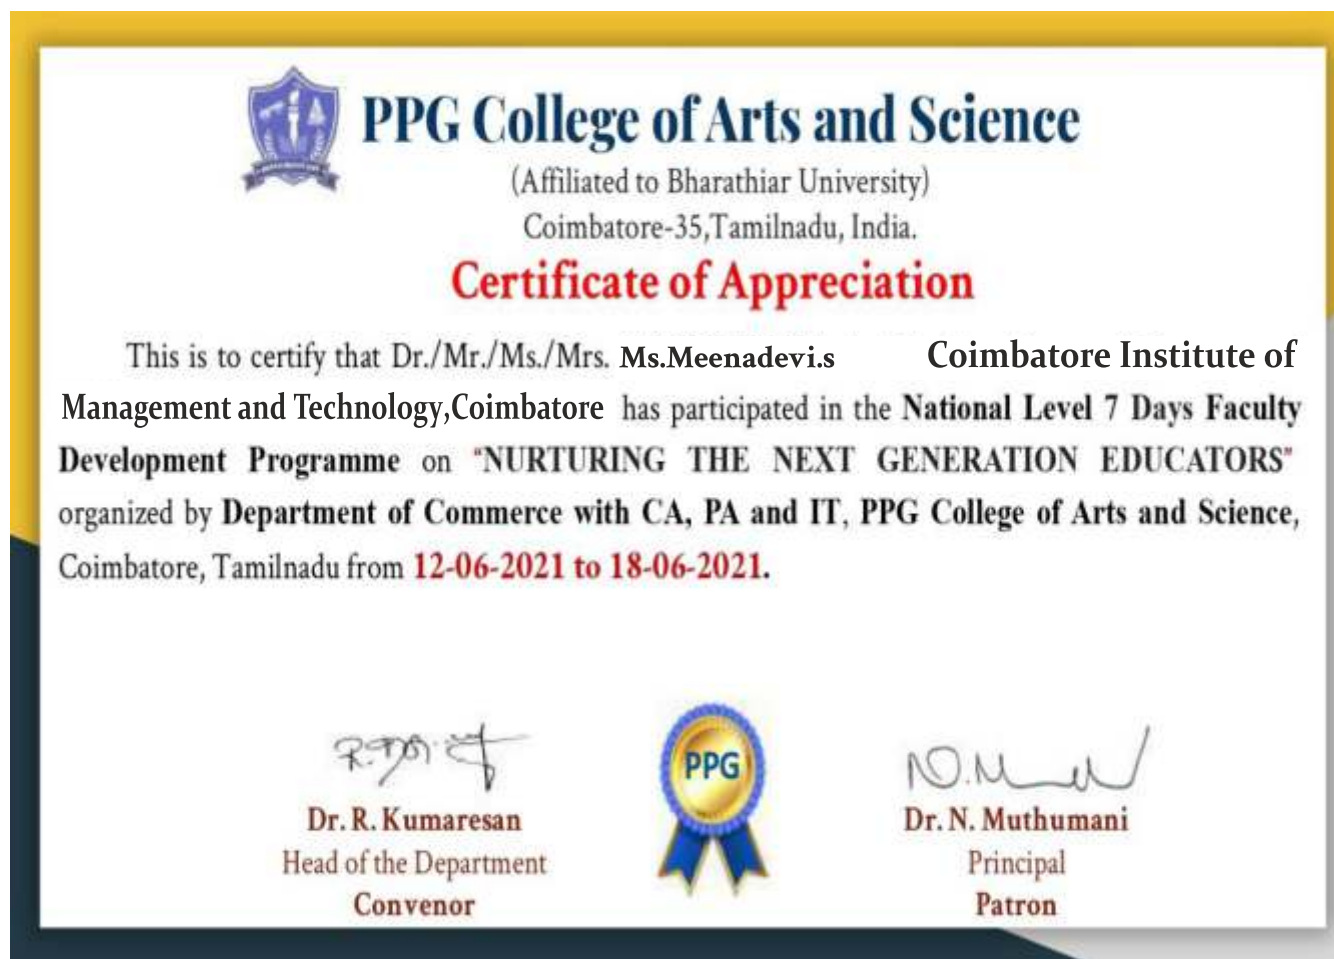 PPG College of Arts and Science
(Affiliated to Bharathiar University)
Coimbatore-35,Tamilnadu, India.
Certificate of Appreciation
This is to certify that Dr./Mr./Ms./Mrs. Ms.Meenadevi.s Coimbatore Institute of
Management and Technology,Coimbatore has participated in the National Level 7 Days Faculty
Development Programme on "NURTURING THE NEXT GENERATION EDUCATORS"
organized by Department of Commerce with CA, PA and IT, PPG College of Arts and Science,
Coimbatore, Tamilnadu from 12-06-2021 to 18-06-2021.
PPG
Dr. R. Kumaresan
Head of the Department
Convenor
Dr. N. Muthumani
Principal
Patron